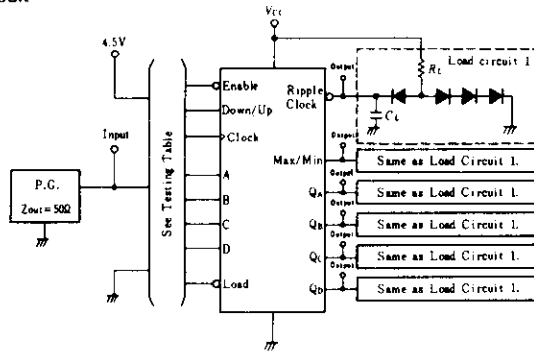 Vcc
4.5V
Input
P.G.
Zout=50Ω
See Testing Table
Enable
Down/Up
Clock
A
B
C
D
Load
Ripple
Clock
Max/Min
QA
QB
QC
QD
Output
RL
CL
Load circuit 1
Output
Same as Load Circuit 1.
Output
Same as Load Circuit 1.
Output
Same as Load Circuit 1.
Output
Same as Load Circuit 1.
Output
Same as Load Circuit 1.